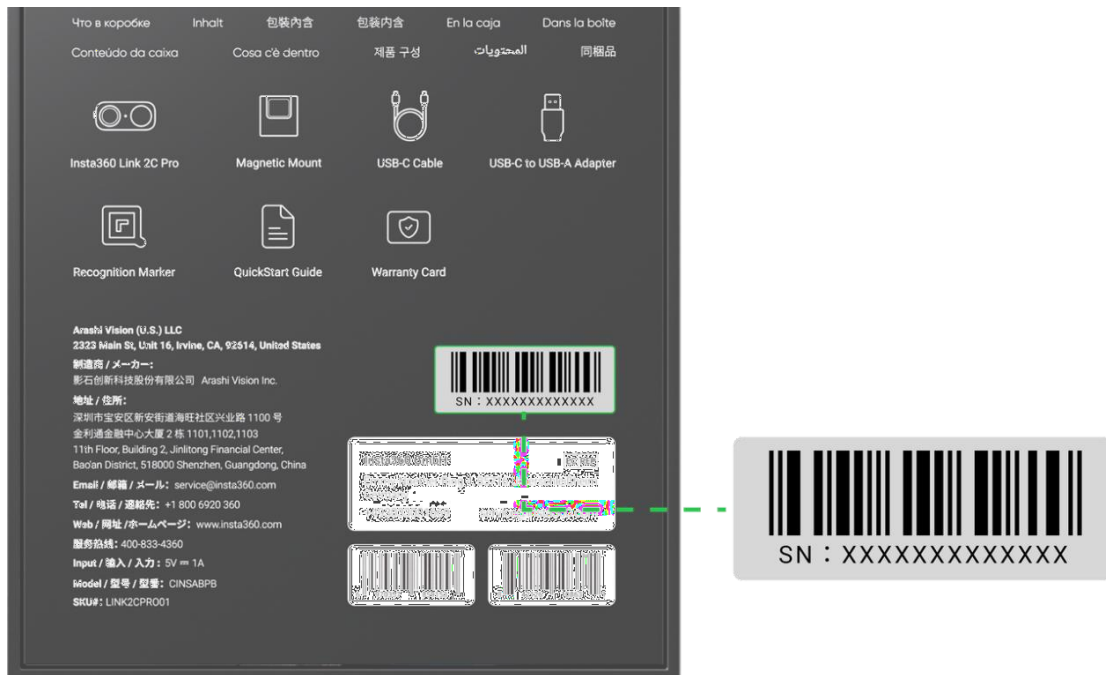 Что в коробке Inhalt 包裝內含 包装内含 En la caja Dans la boîte
Conteúdo da caixa Cosa c'è dentro 제품 구성 المحتويات 同梱品
Insta360 Link 2C Pro Magnetic Mount USB-C Cable USB-C to USB-A Adapter
Recognition Marker QuickStart Guide Warranty Card
Arashi Vision (U.S.) LLC
2323 Main St, Unit 16, Irvine, CA, 92614, United States
制造商 / メーカー:
影石创新科技股份有限公司 Arashi Vision Inc.
地址 / 住所:
深圳市宝安区新安街道海旺社区兴业路 1100 号
金利通金融中心大厦 2 栋 1101,1102,1103
11th Floor, Building 2, Jinlitong Financial Center,
Bao'an District, 518000 Shenzhen, Guangdong, China
Email / 邮箱 / メール: service@insta360.com
Tel / 电话 / 連絡先: +1 800 6920 360
Web / 网址 /ホームページ: www.insta360.com
服务热线: 400-833-4360
Input / 输入 / 入力: 5V ⎓ 1A
Model / 型号 / 型番: CINSABPB
SKU#: LINK2CPRO01
SN : XXXXXXXXXXXXX
SN : XXXXXXXXXXXXX